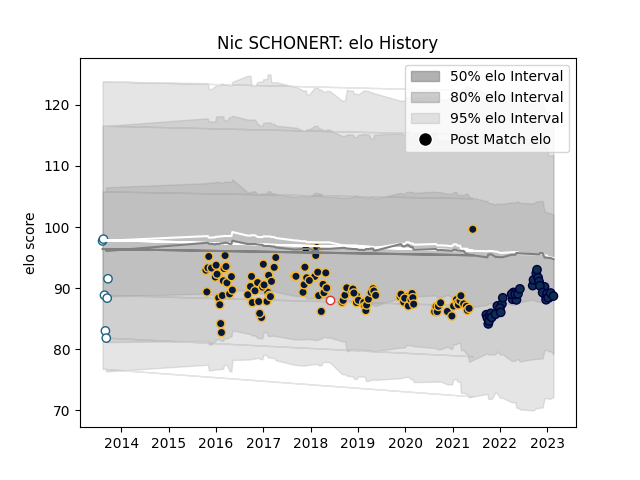 Nic SCHONERT: elo History
50% elo Interval
80% elo Interval
95% elo Interval
Post Match elo
elo score
120
110
100
90
80
70
2014 2015 2016 2017 2018 2019 2020 2021 2022 2023